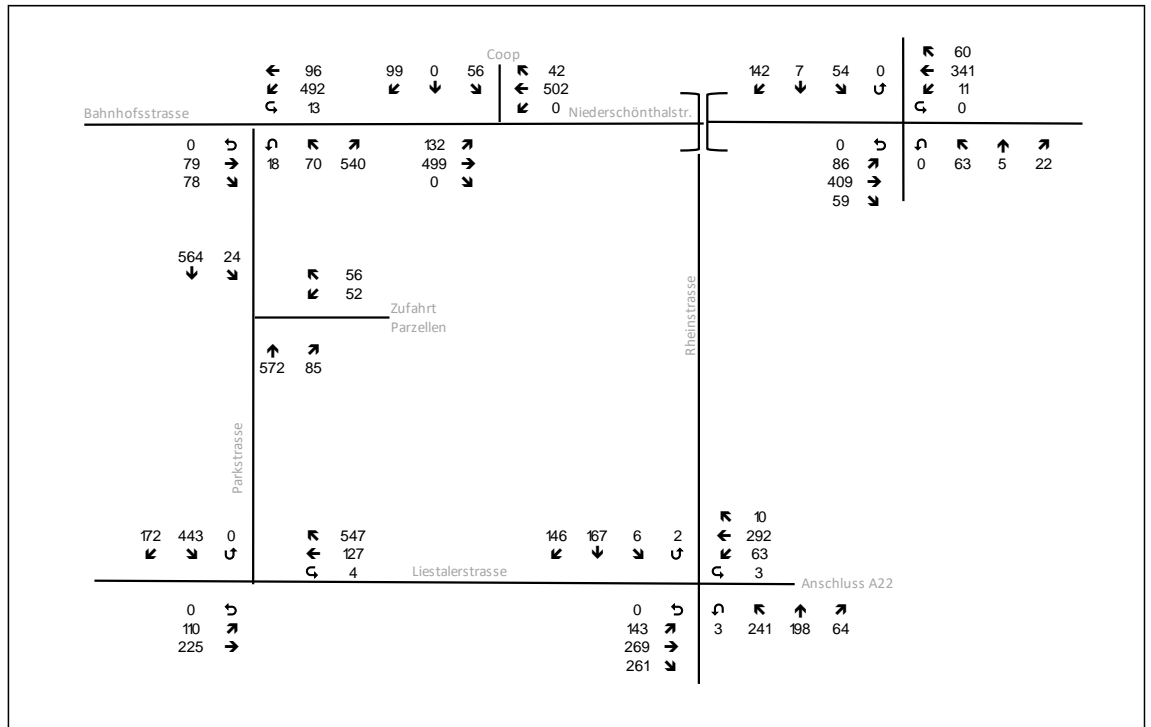 Coop
96 99 0 56 42 142 7 54 0 60
492 502 341
13 0 11
Bahnhofsstrasse Niederschönthalstr. 0
0 132 0
79 18 70 540 499 86 0 63 5 22
78 0 409
59
564 24
56
52
Zufahrt
Parzellen
Rheinstrasse
572 85
Parkstrasse
10
172 443 0 547 146 167 6 2 292
127 63
4 Liestalerstrasse 3
Anschluss A22
0 0
110 143 3 241 198 64
225 269
261